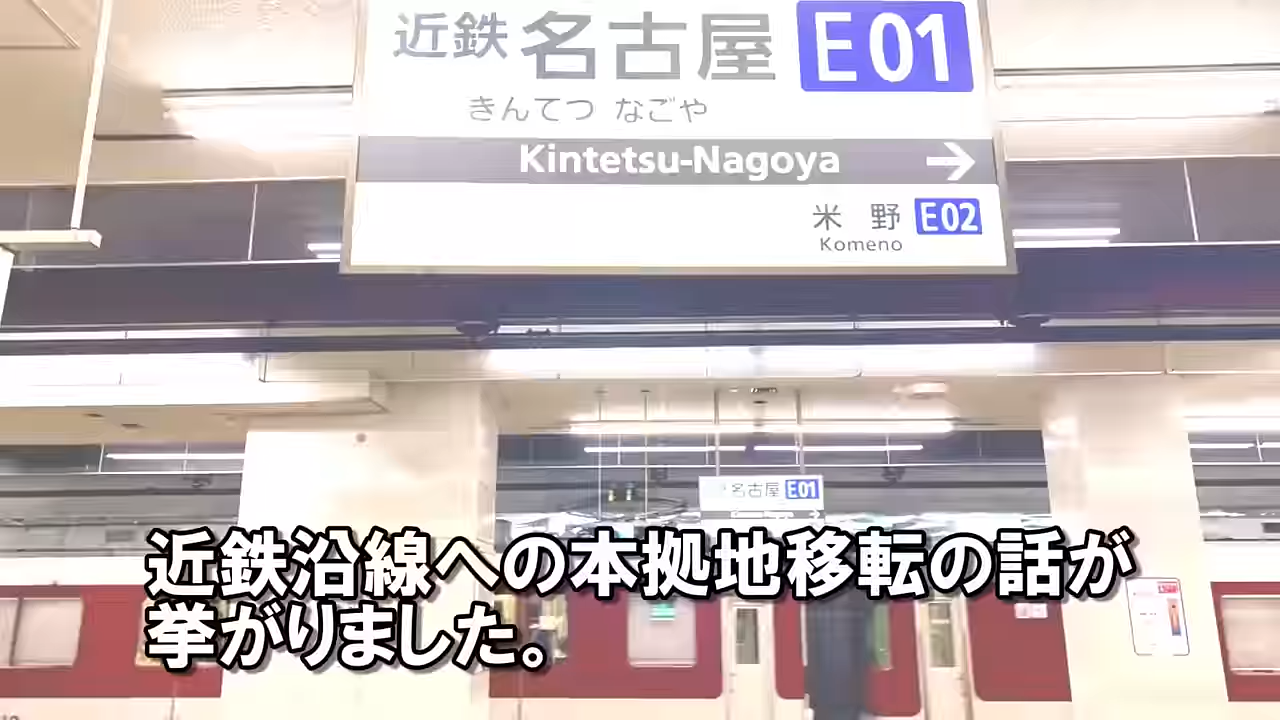 近鉄 名古屋 E01
きんてつ なごや
Kintetsu-Nagoya →
米 野 E02
Komeno
名古屋 E01
近鉄沿線への本拠地移転の話が
挙がりました。